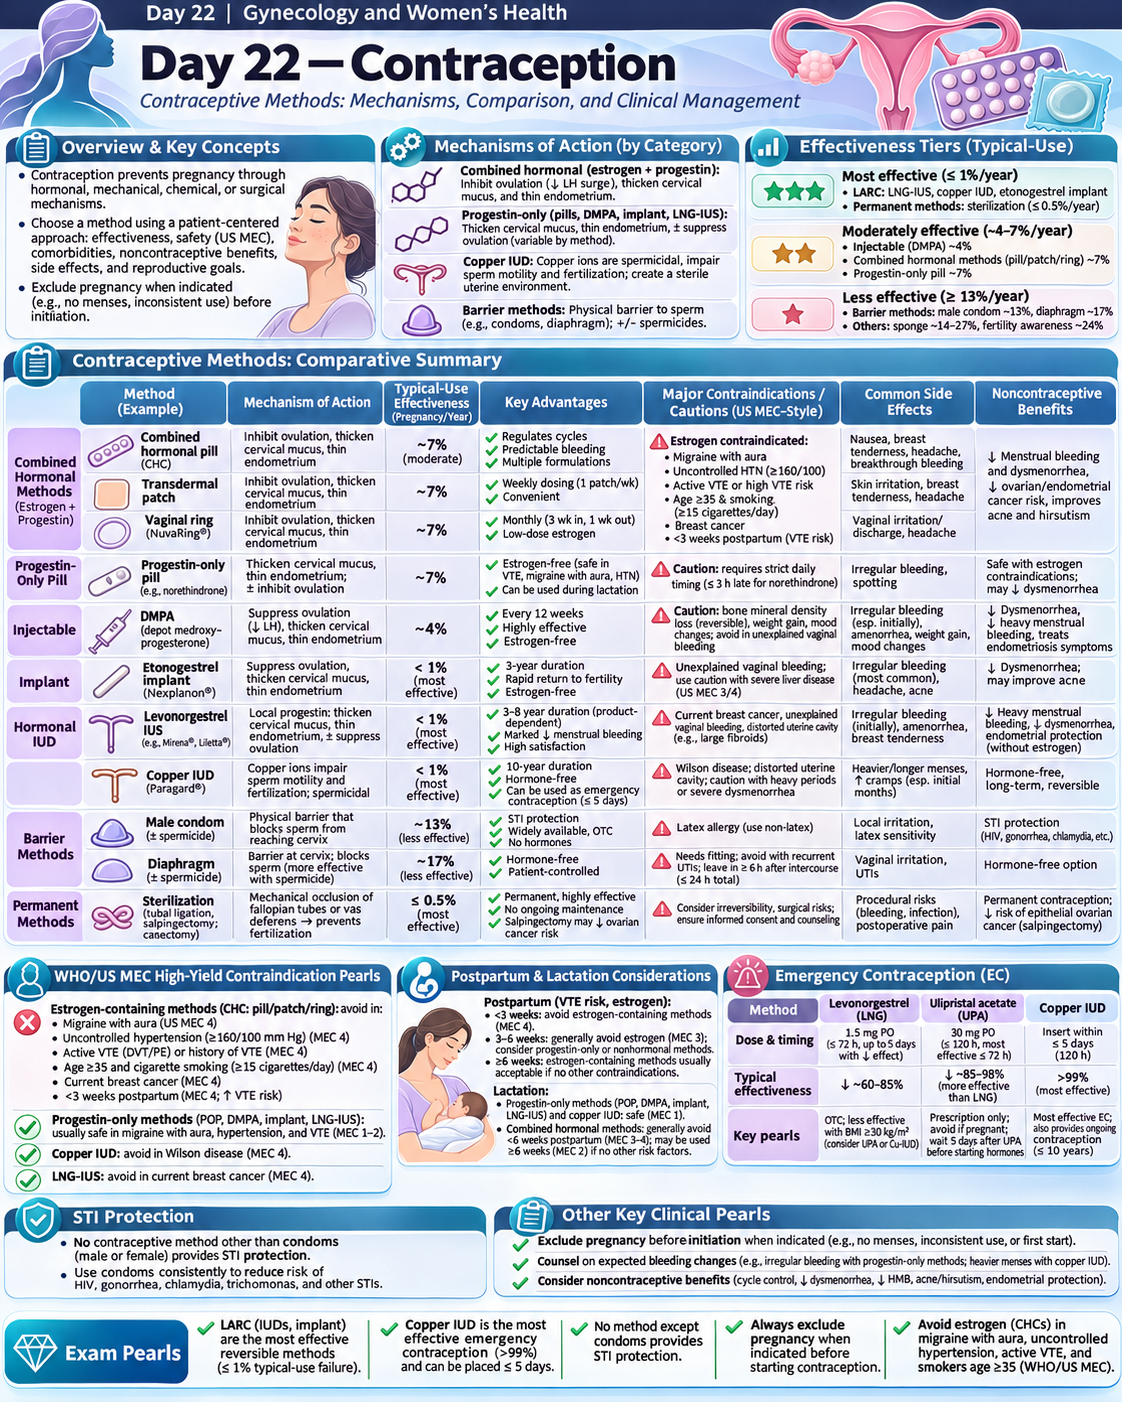 Day 22 | Gynecology and Women's Health
Day 22 – Contraception
Contraceptive Methods: Mechanisms, Comparison, and Clinical Management
Overview & Key Concepts
• Contraception prevents pregnancy through
hormonal, mechanical, chemical, or surgical
mechanisms.
• Choose a method using a patient-centered
approach: effectiveness, safety (US MEC),
comorbidities, noncontraceptive benefits,
side effects, and reproductive goals.
• Exclude pregnancy when indicated
(e.g., no menses, inconsistent use) before
initiation.
Mechanisms of Action (by Category)
Combined hormonal (estrogen + progestin):
Inhibit ovulation (↓ LH surge), thicken cervical
mucus, and thin endometrium.
Progestin-only (pills, DMPA, implant, LNG-IUS):
Thicken cervical mucus, thin endometrium, ± suppress
ovulation (variable by method).
Copper IUD: Copper ions are spermicidal, impair
sperm motility and fertilization; create a sterile
uterine environment.
Barrier methods: Physical barrier to sperm
(e.g., condoms, diaphragm); +/– spermicides.
Effectiveness Tiers (Typical-Use)
Most effective (≤ 1%/year)
• LARC: LNG-IUS, copper IUD, etonogestrel implant
• Permanent methods: sterilization (≤ 0.5%/year)
Moderately effective (~4–7%/year)
• Injectable (DMPA) ~4%
• Combined hormonal methods (pill/patch/ring) ~7%
• Progestin-only pill ~7%
Less effective (≥ 13%/year)
• Barrier methods: male condom ~13%, diaphragm ~17%
• Others: sponge ~14–27%, fertility awareness ~24%
Contraceptive Methods: Comparative Summary
Method
(Example)
Mechanism of Action
Typical-Use
Effectiveness
(Pregnancy/Year)
Key Advantages
Major Contraindications /
Cautions (US MEC-Style)
Common Side
Effects
Noncontraceptive
Benefits
Combined
Hormonal
Methods
(Estrogen +
Progestin)
Combined
hormonal pill
(CHC)
Inhibit ovulation, thicken
cervical mucus, thin
endometrium
~7%
(moderate)
Regulates cycles
Predictable bleeding
Multiple formulations
Estrogen contraindicated:
• Migraine with aura
• Uncontrolled HTN (≥160/100)
• Active VTE or high VTE risk
• Age ≥35 & smoking
(≥15 cigarettes/day)
• Breast cancer
• <3 weeks postpartum (VTE risk)
Nausea, breast
tenderness, headache,
breakthrough bleeding
↓ Menstrual bleeding
and dysmenorrhea,
↓ ovarian/endometrial
cancer risk, improves
acne and hirsutism
Transdermal
patch
Inhibit ovulation, thicken
cervical mucus, thin
endometrium
~7%
Weekly dosing (1 patch/wk)
Convenient
Skin irritation, breast
tenderness, headache
Vaginal ring
(NuvaRing®)
Inhibit ovulation, thicken
cervical mucus, thin
endometrium
~7%
Monthly (3 wk in, 1 wk out)
Low-dose estrogen
Vaginal irritation/
discharge, headache
Progestin-
Only Pill
Progestin-only
pill
(e.g., norethindrone)
Thicken cervical mucus,
thin endometrium;
± inhibit ovulation
~7%
Estrogen-free (safe in
VTE, migraine with aura, HTN)
Can be used during lactation
Caution: requires strict daily
timing (≤ 3 h late for norethindrone)
Irregular bleeding,
spotting
Safe with estrogen
contraindications;
may ↓ dysmenorrhea
Injectable
DMPA
(depot medroxy-
progesterone)
Suppress ovulation
(↓ LH), thicken cervical
mucus, thin endometrium
~4%
Every 12 weeks
Highly effective
Estrogen-free
Caution: bone mineral density
loss (reversible), weight gain, mood
changes; avoid in unexplained vaginal
bleeding
Irregular bleeding
(esp. initially),
amenorrhea, weight gain,
mood changes
↓ Dysmenorrhea,
↓ heavy menstrual
bleeding, treats
endometriosis symptoms
Implant
Etonogestrel
implant
(Nexplanon®)
Suppress ovulation,
thicken cervical mucus,
thin endometrium
< 1%
(most
effective)
3-year duration
Rapid return to fertility
Estrogen-free
Unexplained vaginal bleeding;
use caution with severe liver disease
(US MEC 3/4)
Irregular bleeding
(most common),
headache, acne
↓ Dysmenorrhea;
may improve acne
Hormonal
IUD
Levonorgestrel
IUS
(e.g., Mirena®, Liletta®)
Local progestin: thicken
cervical mucus, thin
endometrium, ± suppress
ovulation
< 1%
(most
effective)
3–8 year duration (product-
dependent)
Marked ↓ menstrual bleeding
High satisfaction
Current breast cancer, unexplained
vaginal bleeding, distorted uterine cavity
(e.g., large fibroids)
Irregular bleeding
(initially), amenorrhea,
breast tenderness
↓ Heavy menstrual
bleeding, ↓ dysmenorrhea,
endometrial protection
(without estrogen)
Copper IUD
(Paragard®)
Copper ions impair
sperm motility and
fertilization; spermicidal
< 1%
(most
effective)
10-year duration
Hormone-free
Can be used as emergency
contraception (≤ 5 days)
Wilson disease; distorted uterine
cavity; caution with heavy periods
or severe dysmenorrhea
Heavier/longer menses,
↑ cramps (esp. initial
months)
Hormone-free,
long-term, reversible
Barrier
Methods
Male condom
(± spermicide)
Physical barrier that
blocks sperm from
reaching cervix
~13%
(less effective)
STI protection
Widely available, OTC
No hormones
Latex allergy (use non-latex)
Local irritation,
latex sensitivity
STI protection
(HIV, gonorrhea, chlamydia, etc.)
Diaphragm
(± spermicide)
Barrier at cervix; blocks
sperm (more effective
with spermicide)
~17%
(less effective)
Hormone-free
Patient-controlled
Needs fitting; avoid with recurrent
UTIs; leave in ≥ 6h after intercourse
(≤ 24 h total)
Vaginal irritation,
UTIs
Hormone-free option
Permanent
Methods
Sterilization
(tubal ligation,
salpingectomy;
canectomy)
Mechanical occlusion of
fallopian tubes or vas
deferens → prevents
fertilization
≤ 0.5%
(most
effective)
Permanent, highly effective
No ongoing maintenance
Salpingectomy may ↓ ovarian
cancer risk
Consider irreversibility, surgical risks;
ensure informed consent and counseling
Procedural risks
(bleeding, infection),
postoperative pain
Permanent contraception;
↓ risk of epithelial ovarian
cancer (salpingectomy)
WHO/US MEC High-Yield Contraindication Pearls
Estrogen-containing methods (CHC: pill/patch/ring): avoid in:
• Migraine with aura (US MEC 4)
• Uncontrolled hypertension (≥160/100 mm Hg) (MEC 4)
• Active VTE (DVT/PE) or history of VTE (MEC 4)
• Age ≥35 and cigarette smoking (≥15 cigarettes/day) (MEC 4)
• Current breast cancer (MEC 4)
• <3 weeks postpartum (MEC 4; ↑ VTE risk)
Progestin-only methods (POP, DMPA, implant, LNG-IUS):
usually safe in migraine with aura, hypertension, and VTE (MEC 1–2).
Copper IUD: avoid in Wilson disease (MEC 4).
LNG-IUS: avoid in current breast cancer (MEC 4).
Postpartum & Lactation Considerations
Postpartum (VTE risk, estrogen):
• <3 weeks: avoid estrogen-containing methods
(MEC 4).
• 3–6 weeks: generally avoid estrogen (MEC 3);
consider progestin-only or nonhormonal methods.
• ≥6 weeks: estrogen-containing methods usually
acceptable if no other contraindications.
Lactation:
• Progestin-only methods (POP, DMPA, implant,
LNG-IUS) and copper IUD: safe (MEC 1).
• Combined hormonal methods: generally avoid
<6 weeks postpartum (MEC 3–4); may be used
≥6 weeks (MEC 2) if no other risk factors.
Emergency Contraception (EC)
Method
Levonorgestrel
(LNG)
Ulipristal acetate
(UPA)
Copper IUD
Dose & timing
1.5 mg PO
(≤ 72 h, up to 5 days
with ↓ effect)
30 mg PO
(≤ 120 h, most
effective ≤ 72 h)
Insert within
≤ 5 days
(120 h)
Typical
effectiveness
↓ ~60–85%
↓ ~85–98%
(more effective
than LNG)
>99%
(most effective)
Key pearls
OTC; less effective
with BMI ≥30 kg/m²
(consider UPA or Cu-IUD)
Prescription only;
avoid if pregnant;
wait 5 days after UPA
before starting hormones
Most effective EC;
also provides ongoing
contraception
(≤ 10 years)
STI Protection
• No contraceptive method other than condoms
(male or female) provides STI protection.
• Use condoms consistently to reduce risk of
HIV, gonorrhea, chlamydia, trichomonas, and other STIs.
Other Key Clinical Pearls
Exclude pregnancy before initiation when indicated (e.g., no menses, inconsistent use, or first start).
Counsel on expected bleeding changes (e.g., irregular bleeding with progestin-only methods; heavier menses with copper IUD).
Consider noncontraceptive benefits (cycle control, ↓ dysmenorrhea, ↓ HMB, acne/hirsutism, endometrial protection).
Exam Pearls
LARC (IUDs, implant)
are the most effective
reversible methods
(≤ 1% typical-use failure).
Copper IUD is the most
effective emergency
contraception (>99%)
and can be placed ≤ 5 days.
No method except
condoms provides
STI protection.
Always exclude
pregnancy when
indicated before
starting contraception.
Avoid estrogen (CHCs) in
migraine with aura, uncontrolled
hypertension, active VTE, and
smokers age ≥35 (WHO/US MEC).